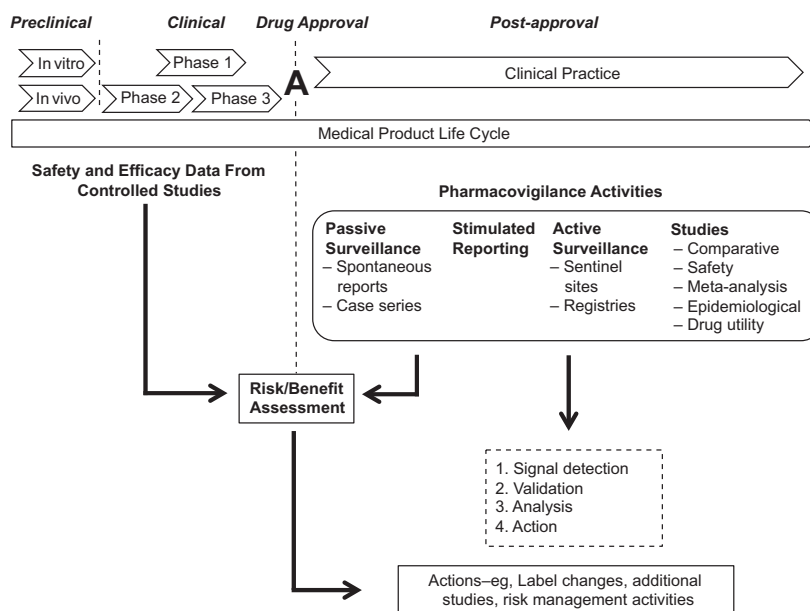 Preclinical
Clinical
Drug Approval
Post-approval
In vitro
Phase 1
In vivo
Phase 2
Phase 3
A
Clinical Practice
Medical Product Life Cycle
Safety and Efficacy Data From
Controlled Studies
Pharmacovigilance Activities
Passive
Surveillance
– Spontaneous
reports
– Case series
Stimulated
Reporting
Active
Surveillance
– Sentinel
sites
– Registries
Studies
– Comparative
– Safety
– Meta-analysis
– Epidemiological
– Drug utility
Risk/Benefit
Assessment
1. Signal detection
2. Validation
3. Analysis
4. Action
Actions–eg, Label changes, additional
studies, risk management activities